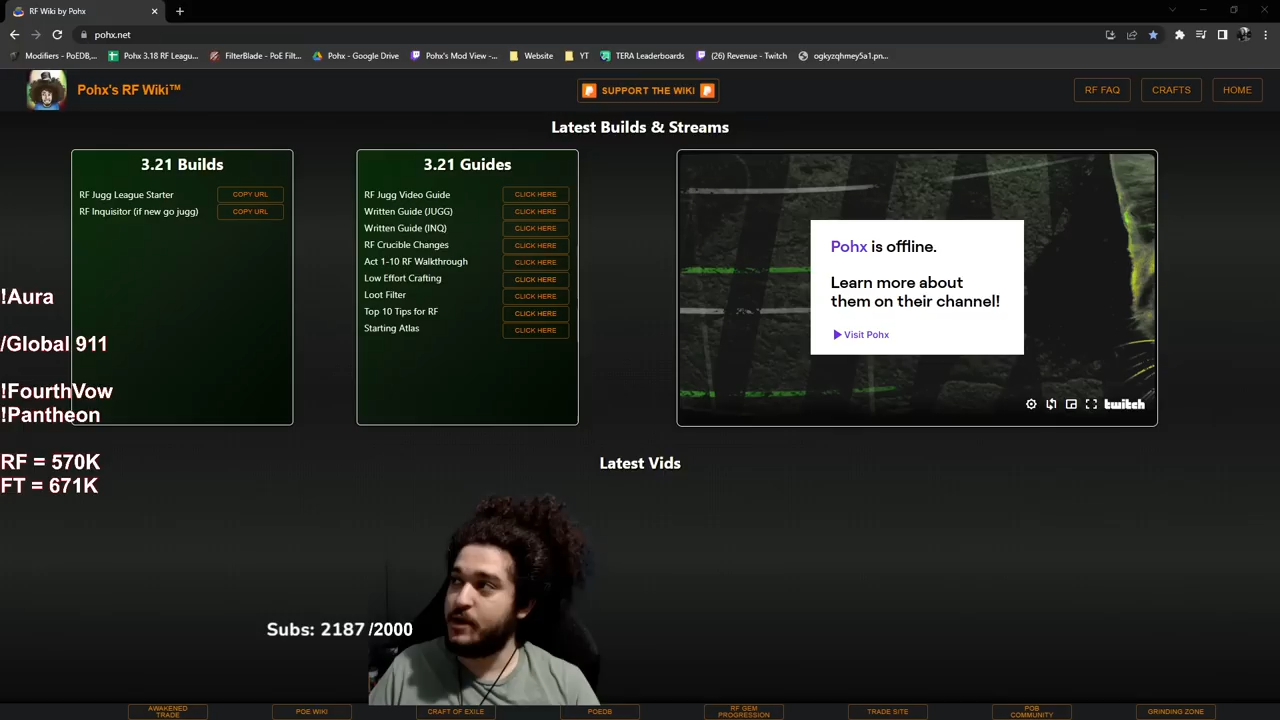 RF Wiki by Pohx
pohx.net
Modifiers - PoEDB,...
Pohx 3.18 RF Leagu...
FilterBlade - PoE Filt...
Pohx - Google Drive
Pohx's Mod View -...
Website
YT
TERA Leaderboards
(26) Revenue - Twitch
ogkyzqhmey5a1.pn...
Pohx's RF Wiki™
SUPPORT THE WIKI
RF FAQ
CRAFTS
HOME
Latest Builds & Streams
3.21 Builds
RF Jugg League Starter COPY URL
RF Inquisitor (if new go jugg) COPY URL
3.21 Guides
RF Jugg Video Guide CLICK HERE
Written Guide (JUGG) CLICK HERE
Written Guide (INQ) CLICK HERE
RF Crucible Changes CLICK HERE
Act 1-10 RF Walkthrough CLICK HERE
Low Effort Crafting CLICK HERE
Loot Filter CLICK HERE
Top 10 Tips for RF CLICK HERE
Starting Atlas CLICK HERE
Pohx is offline.
Learn more about
them on their channel!
Visit Pohx
twitch
!Aura
/Global 911
!FourthVow
!Pantheon
RF = 570K
FT = 671K
Latest Vids
Subs: 2187 /2000
AWAKENED
TRADE
POE WIKI
CRAFT OF EXILE
POEDB
RF GEM
PROGRESSION
TRADE SITE
POB
COMMUNITY
GRINDING ZONE